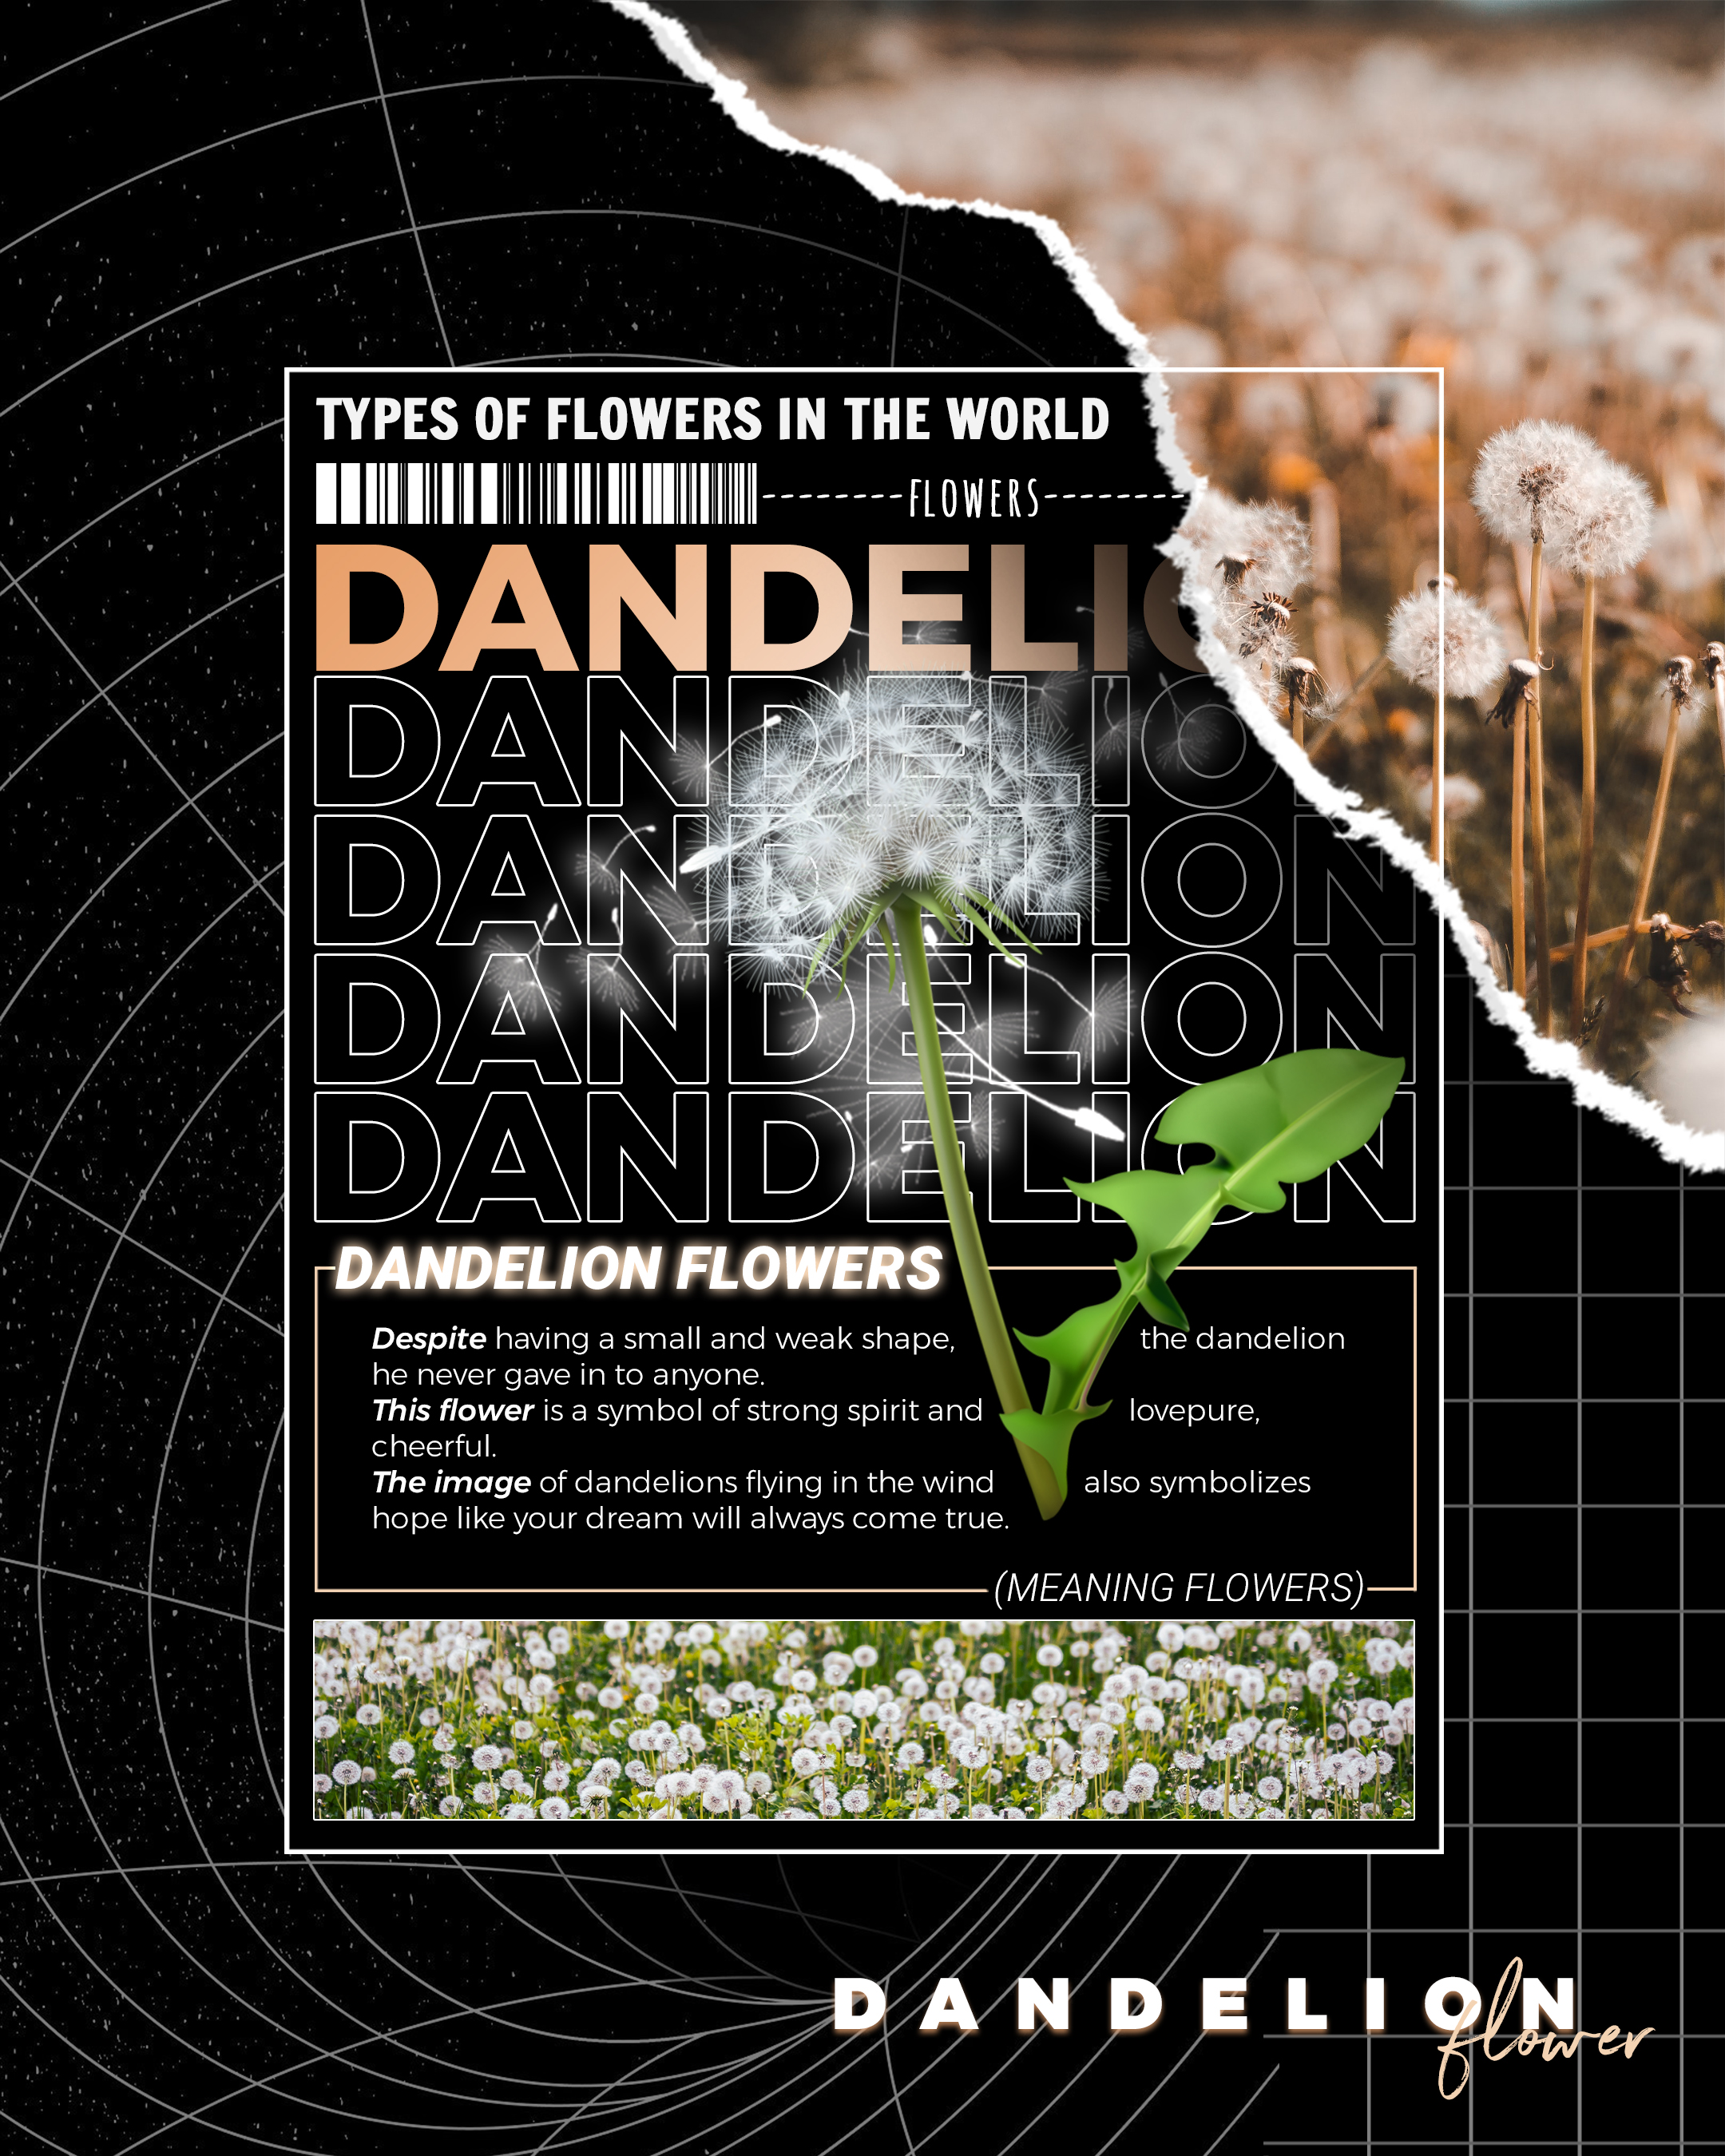 TYPES OF FLOWERS IN THE WORLD
--------FLOWERS--------
DANDELIO
DANDELION
DANDELION
DANDELION
DANDELION
DANDELION FLOWERS
Despite having a small and weak shape, the dandelion
he never gave in to anyone.
This flower is a symbol of strong spirit and lovepure,
cheerful.
The image of dandelions flying in the wind also symbolizes
hope like your dream will always come true.
(MEANING FLOWERS)
DANDELION
flower